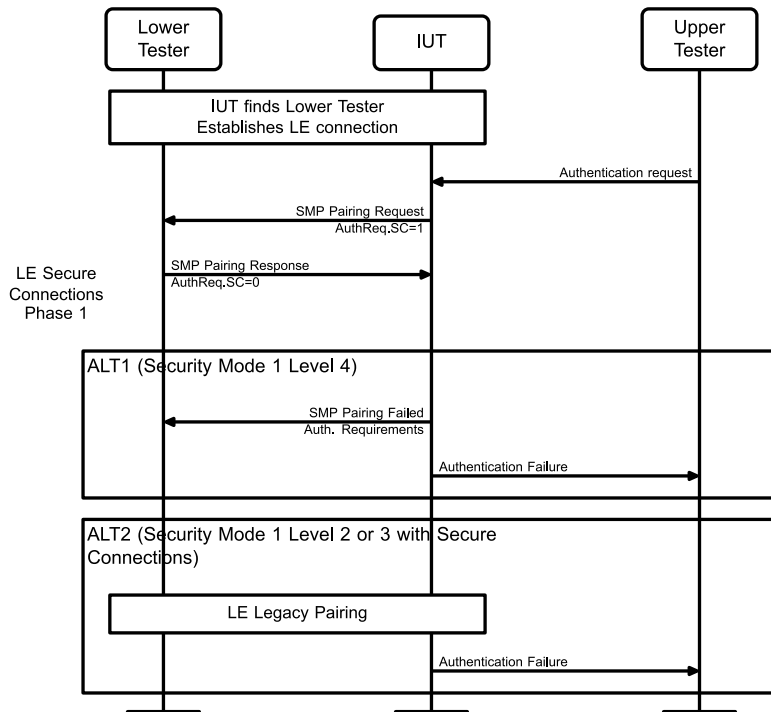 Lower
Tester
IUT
Upper
Tester
IUT finds Lower Tester
Establishes LE connection
Authentication request
SMP Pairing Request
AuthReq.SC=1
SMP Pairing Response
AuthReq.SC=0
LE Secure
Connections
Phase 1
ALT1 (Security Mode 1 Level 4)
SMP Pairing Failed
Auth. Requirements
Authentication Failure
ALT2 (Security Mode 1 Level 2 or 3 with Secure
Connections)
LE Legacy Pairing
Authentication Failure